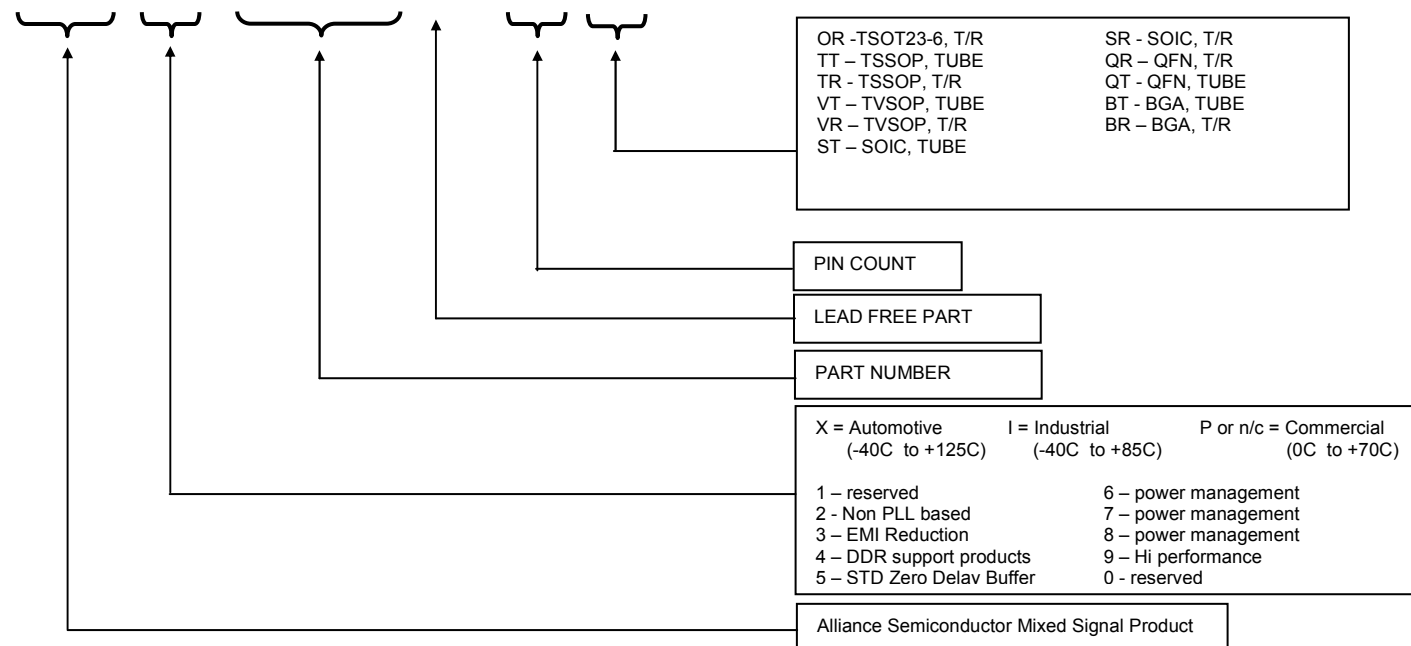 OR -TSOT23-6, T/R SR - SOIC, T/R
TT – TSSOP, TUBE QR – QFN, T/R
TR - TSSOP, T/R QT - QFN, TUBE
VT – TVSOP, TUBE BT - BGA, TUBE
VR – TVSOP, T/R BR – BGA, T/R
ST – SOIC, TUBE
PIN COUNT
LEAD FREE PART
PART NUMBER
X = Automotive I = Industrial P or n/c = Commercial
(-40C to +125C) (-40C to +85C) (0C to +70C)
1 – reserved 6 – power management
2 - Non PLL based 7 – power management
3 – EMI Reduction 8 – power management
4 – DDR support products 9 – Hi performance
5 – STD Zero Delav Buffer 0 - reserved
Alliance Semiconductor Mixed Signal Product